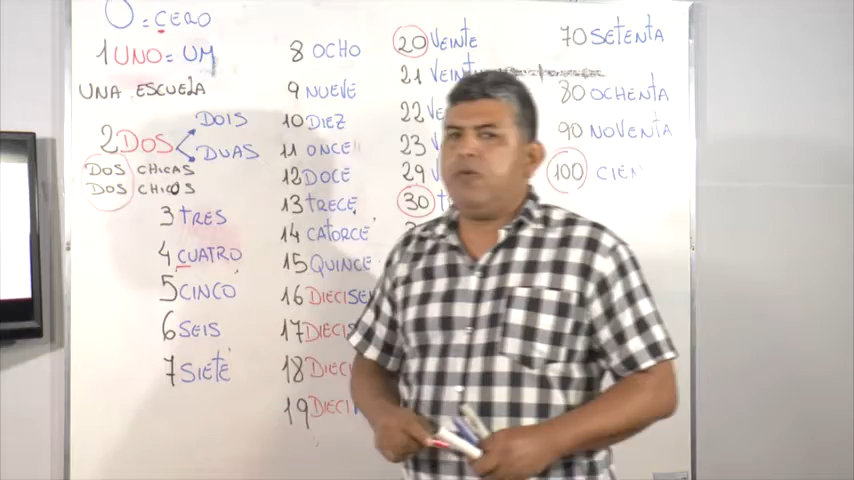 0 = CERO
1 UNO = UM
UNA ESCUELA
2 DOS
DOIS
DUAS
DOS CHICAS
DOS CHICOS
3 TRES
4 CUATRO
5 CINCO
6 SEIS
7 SIETE
8 OCHO
9 NUEVE
10 DIEZ
11 ONCE
12 DOCE
13 TRECE
14 CATORCE
15 QUINCE
16
17
18
19
20 VEINTE
21
22
23
29
30
70 SETENTA
80 OCHENTA
90 NOVENTA
100 CIEN